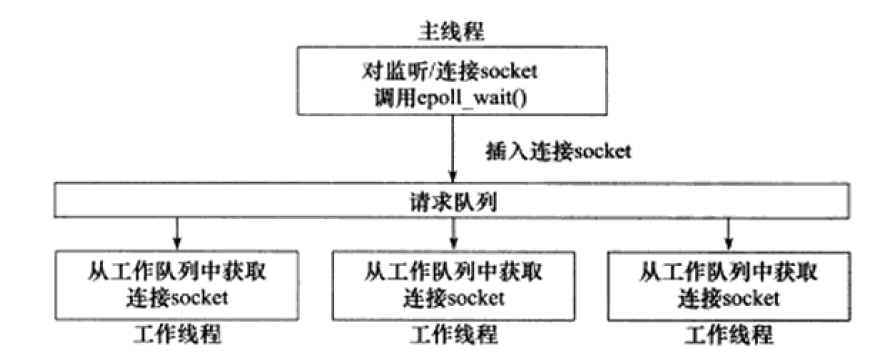 主线程
对监听/连接socket
调用epoll_wait()
插入连接socket
请求队列
从工作队列中获取
连接socket
从工作队列中获取
连接socket
从工作队列中获取
连接socket
工作线程
工作线程
工作线程